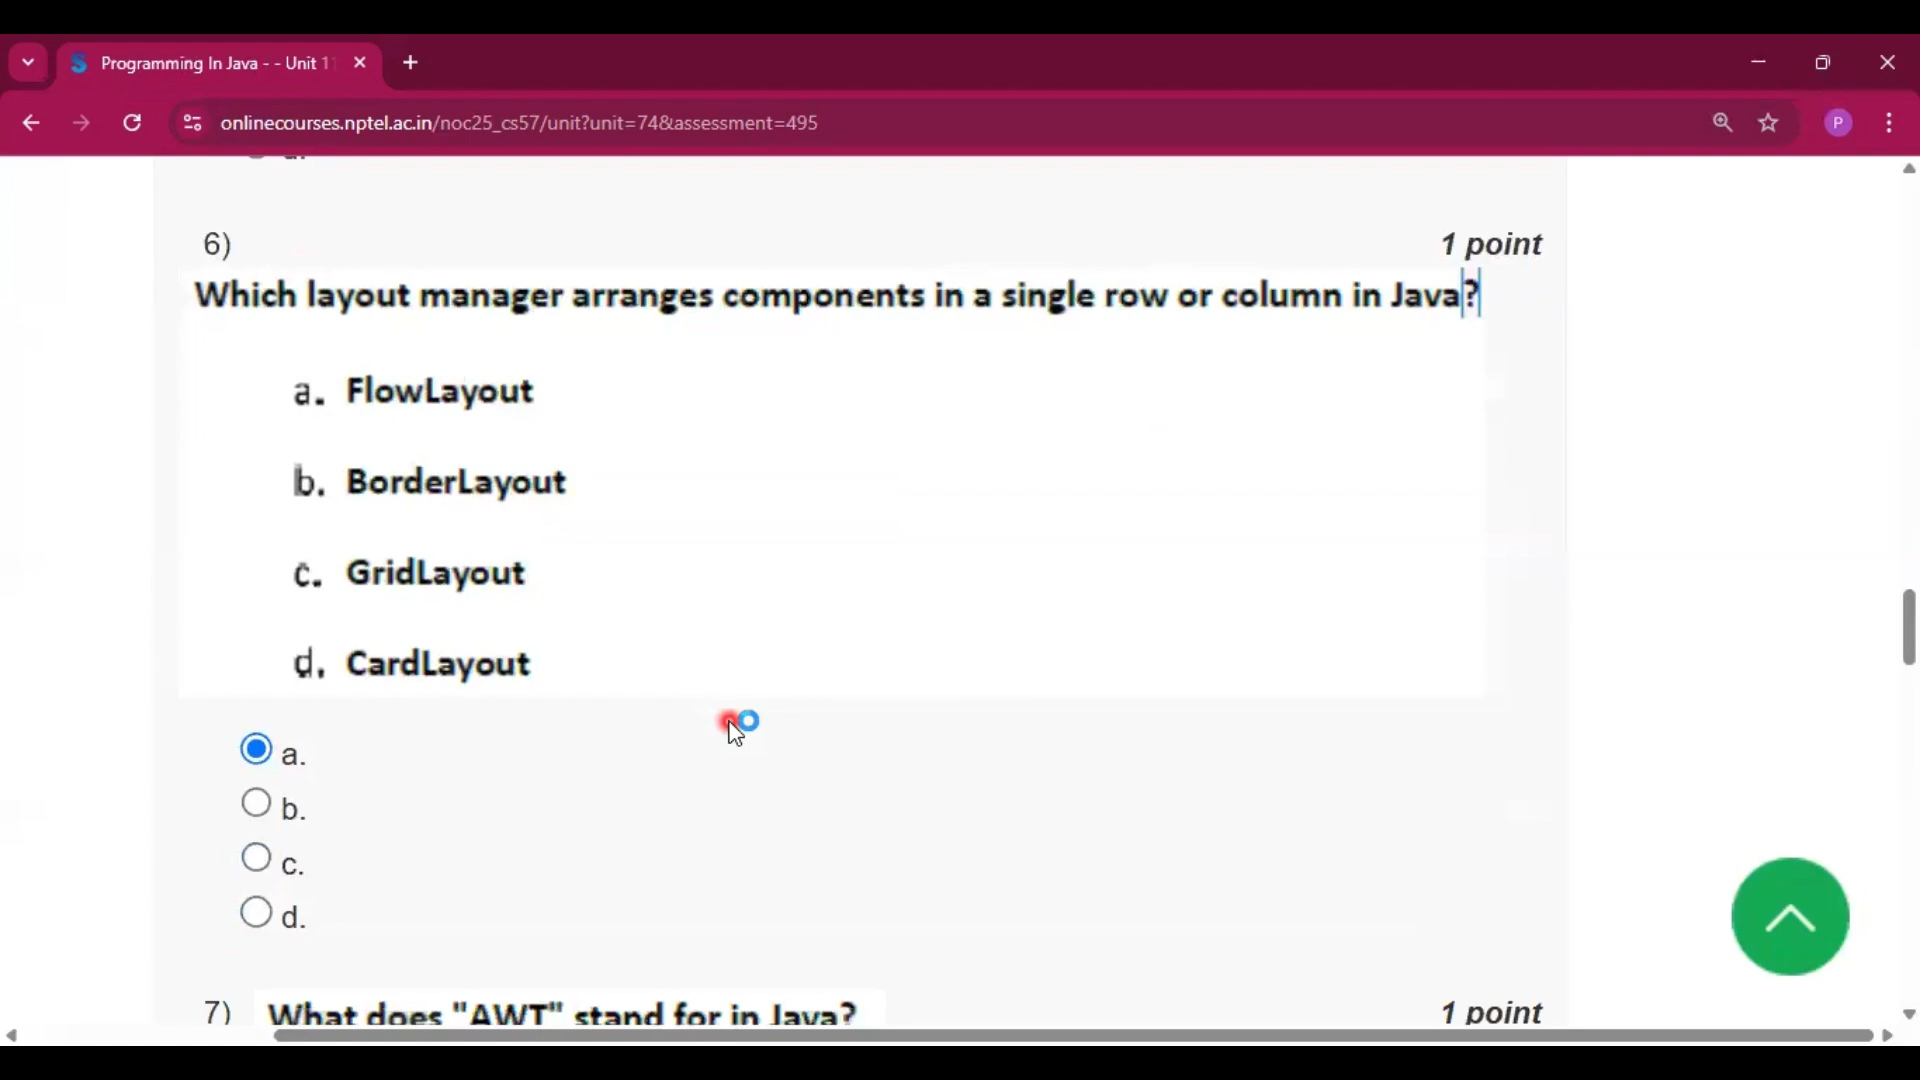 Programming In Java - - Unit 1
onlinecourses.nptel.ac.in/noc25_cs57/unit?unit=74&assessment=495
P
6)
1 point
Which layout manager arranges components in a single row or column in Java?
a. FlowLayout
b. BorderLayout
c. GridLayout
d. CardLayout
a.
b.
c.
d.
7) What does "AWT" stand for in Java?
1 point